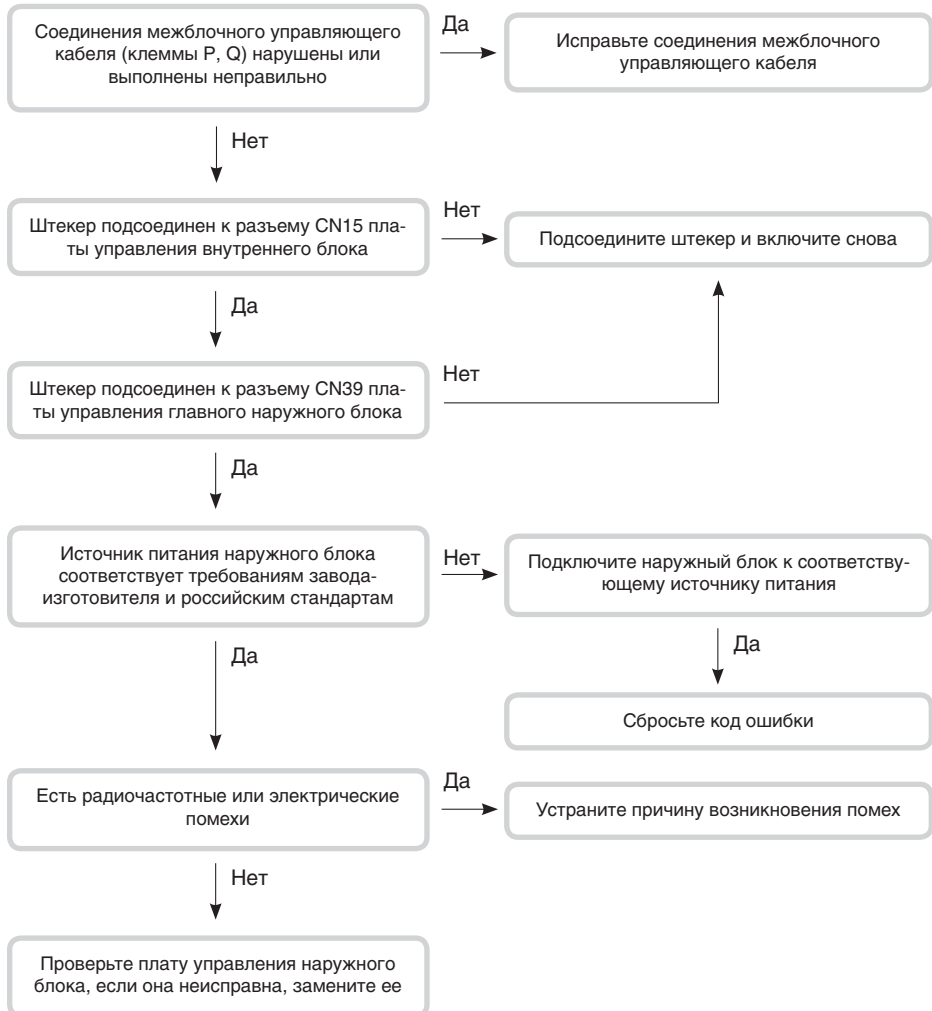 Соединения межблочного управляющего
кабеля (клеммы P, Q) нарушены или
выполнены неправильно
Да
Исправьте соединения межблочного
управляющего кабеля
Нет
Штекер подсоединен к разъему CN15 пла-
ты управления внутреннего блока
Нет
Подсоедините штекер и включите снова
Да
Штекер подсоединен к разъему CN39 пла-
ты управления главного наружного блока
Нет
Да
Источник питания наружного блока
соответствует требованиям завода-
изготовителя и российским стандартам
Нет
Подключите наружный блок к соответству-
ющему источнику питания
Да
Да
Сбросьте код ошибки
Есть радиочастотные или электрические
помехи
Да
Устраните причину возникновения помех
Нет
Проверьте плату управления наружного
блока, если она неисправна, замените ее